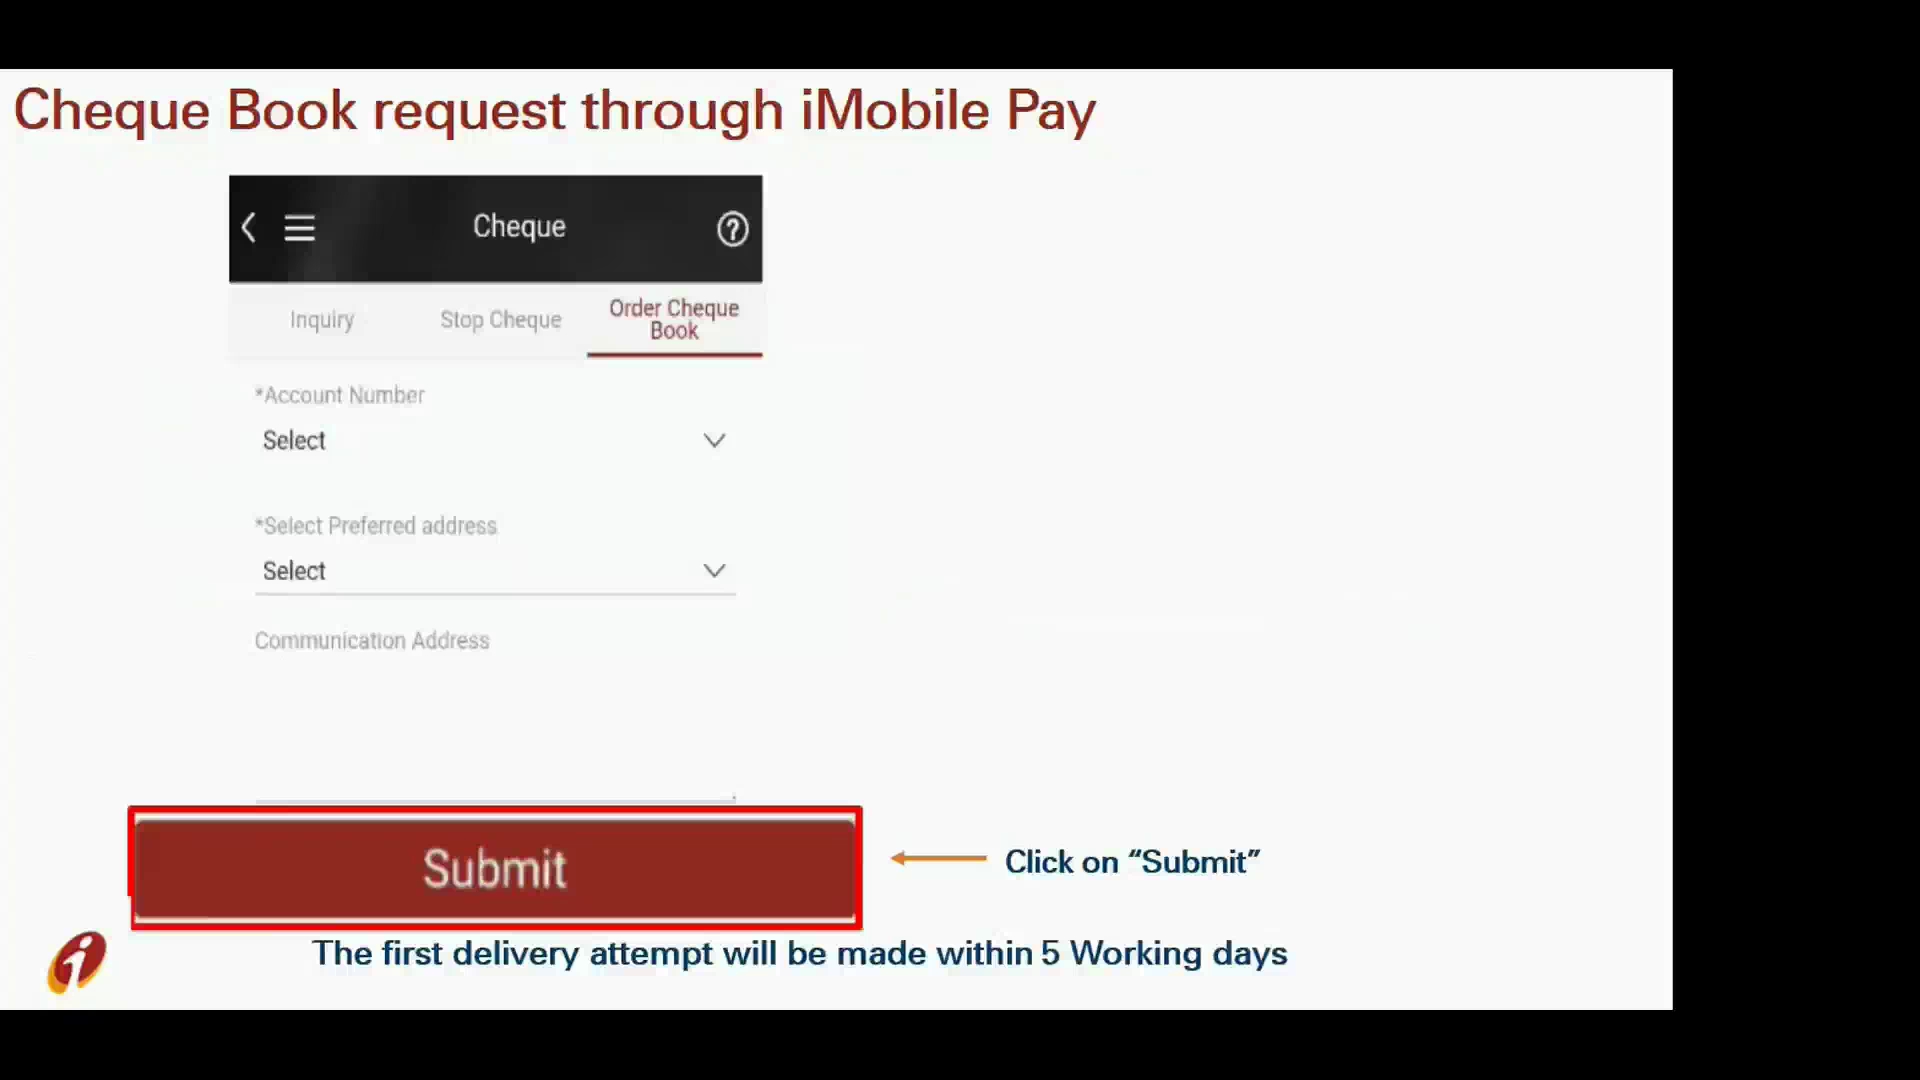 Cheque Book request through iMobile Pay
Cheque
Inquiry
Stop Cheque
Order Cheque
Book
*Account Number
Select
*Select Preferred address
Select
Communication Address
Submit
Click on “Submit”
The first delivery attempt will be made within 5 Working days